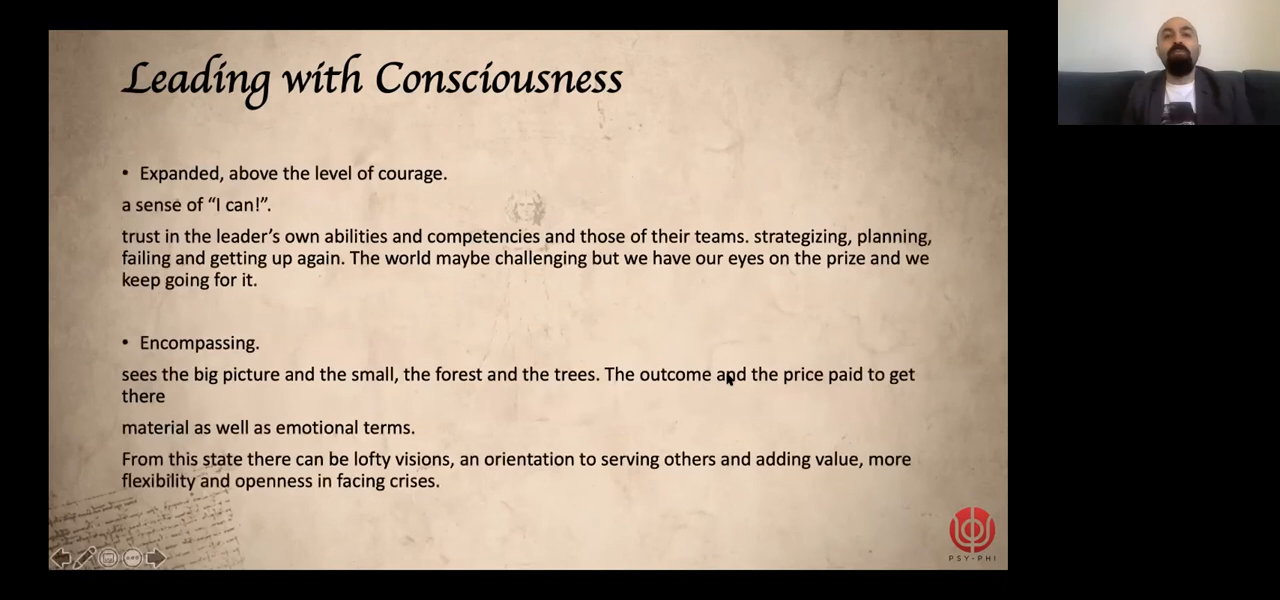 Leading with Consciousness
• Expanded, above the level of courage.
a sense of “I can!”.
trust in the leader’s own abilities and competencies and those of their teams. strategizing, planning,
failing and getting up again. The world maybe challenging but we have our eyes on the prize and we
keep going for it.
• Encompassing.
sees the big picture and the small, the forest and the trees. The outcome and the price paid to get
there
material as well as emotional terms.
From this state there can be lofty visions, an orientation to serving others and adding value, more
flexibility and openness in facing crises.
PSY-PHI